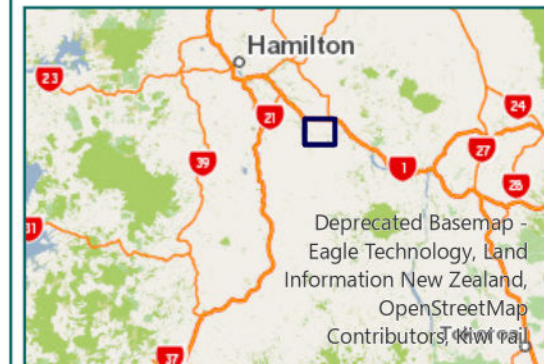 Hamilton
23
21
24
39
27
1
28
31
Deprecated Basemap -
Eagle Technology, Land
Information New Zealand,
OpenStreetMap
Contributors, Kiwi rail
37